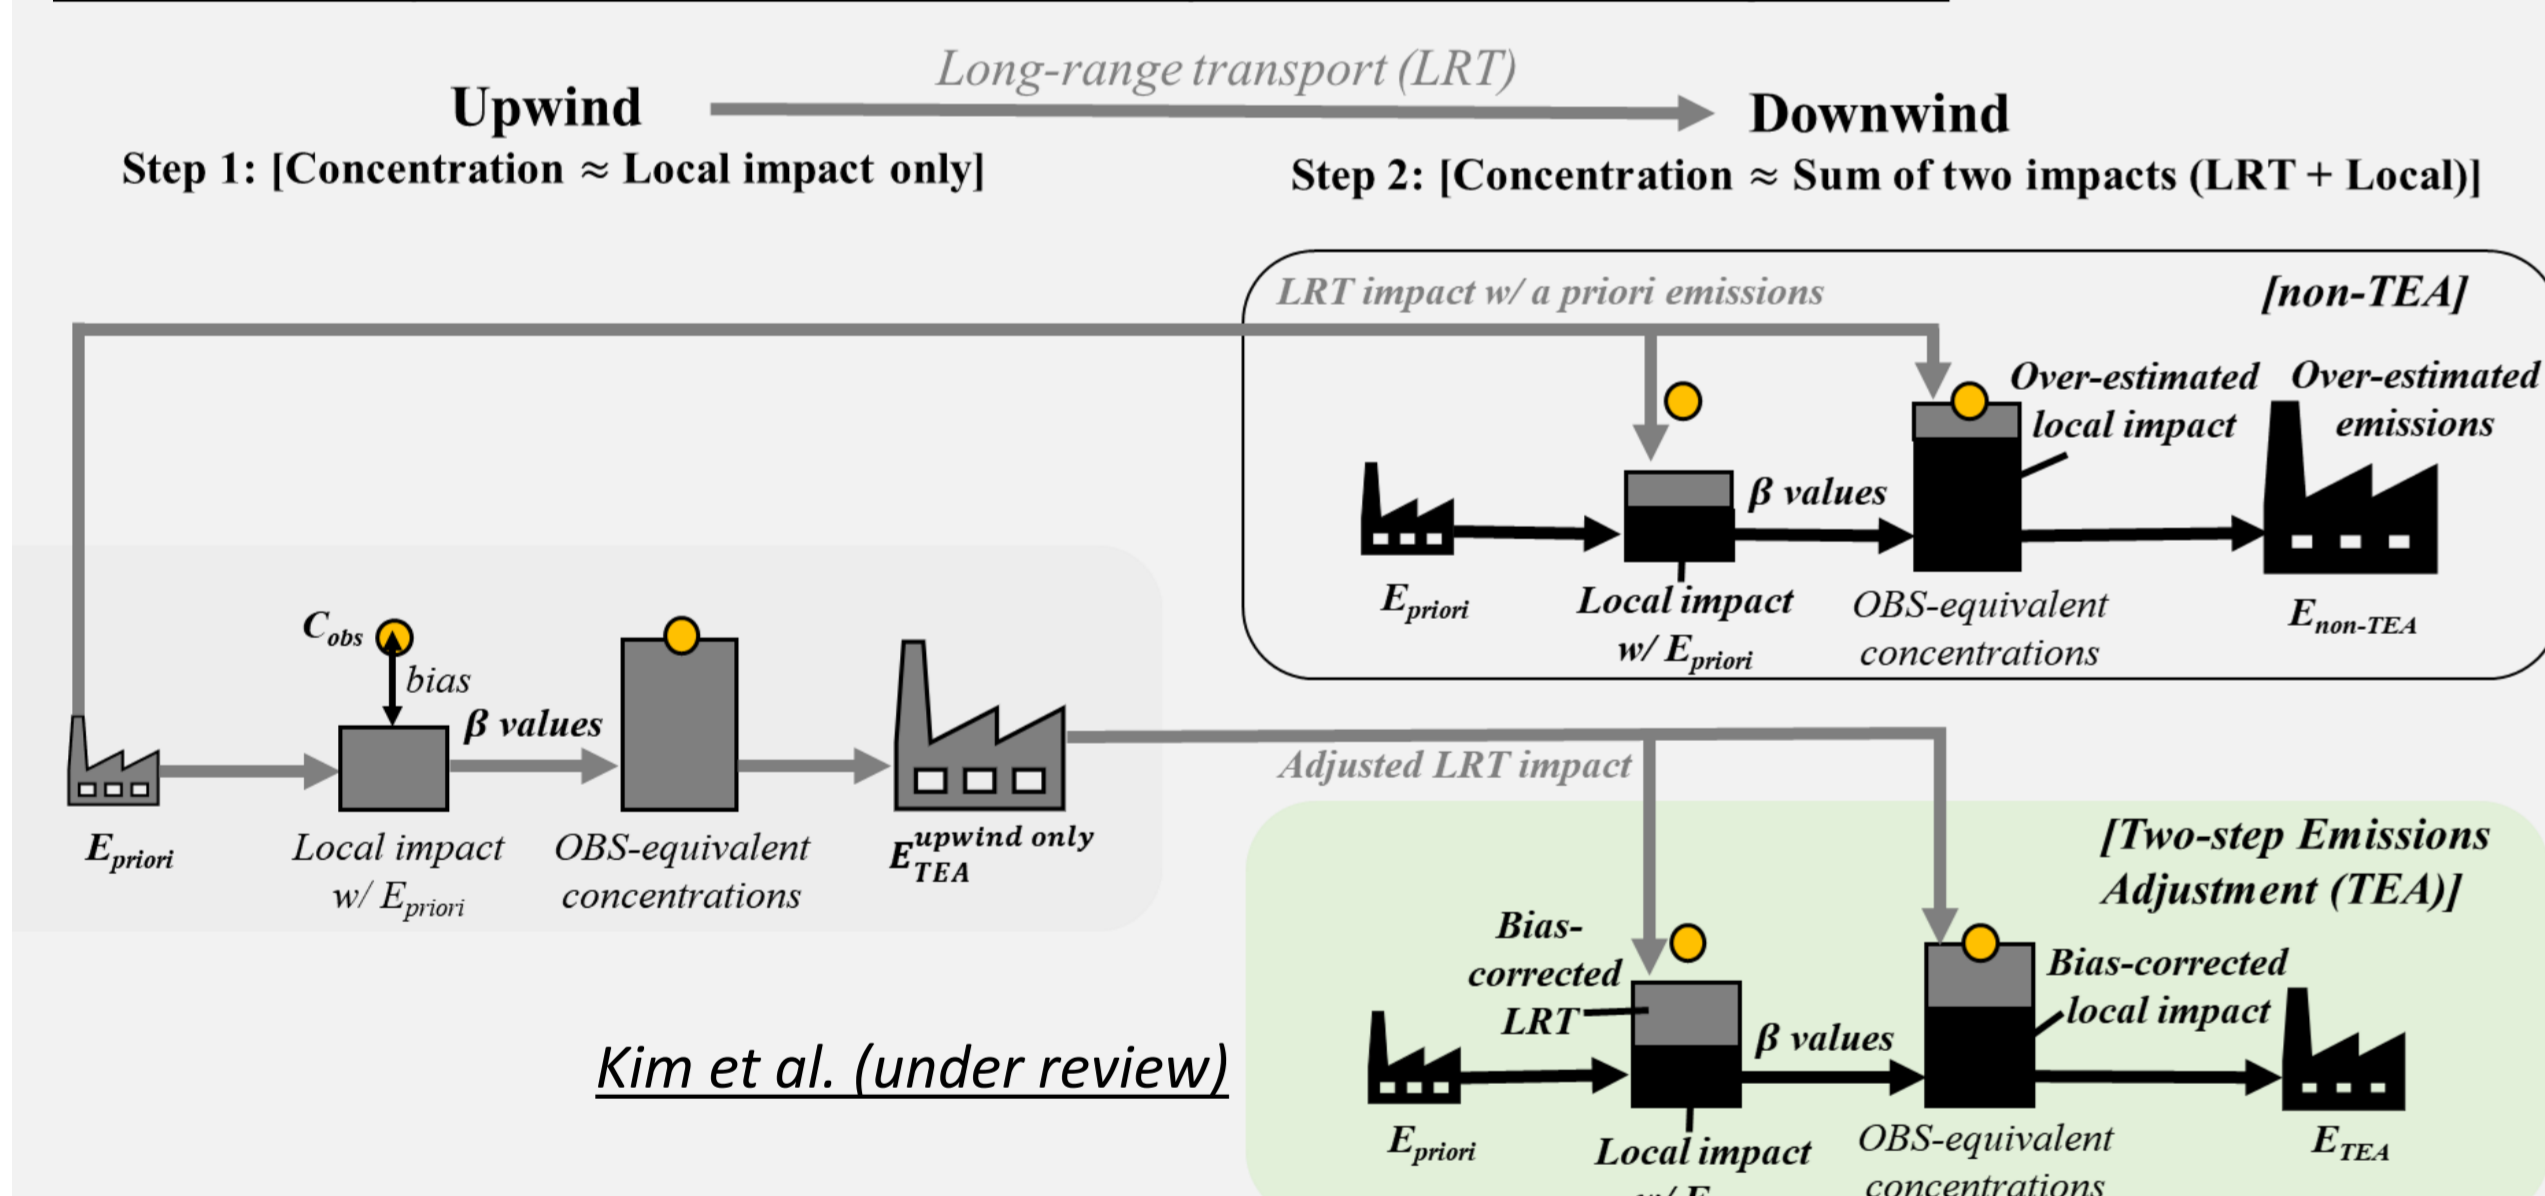 Long-range transport (LRT)
Upwind
Downwind
Step 1: [Concentration ≈ Local impact only]
Step 2: [Concentration ≈ Sum of two impacts (LRT + Local)]
LRT impact w/ a priori emissions
[non-TEA]
Over-estimated
local impact
Over-estimated
emissions
β values
E_priori
Local impact
w/ E_priori
OBS-equivalent
concentrations
E_non-TEA
C_obs
bias
β values
E_priori
Local impact
w/ E_priori
OBS-equivalent
concentrations
E_TEA^upwind only
Adjusted LRT impact
[Two-step Emissions
Adjustment (TEA)]
Bias-
corrected
LRT
Bias-corrected
local impact
β values
E_priori
Local impact
OBS-equivalent
concentrations
E_TEA
Kim et al. (under review)